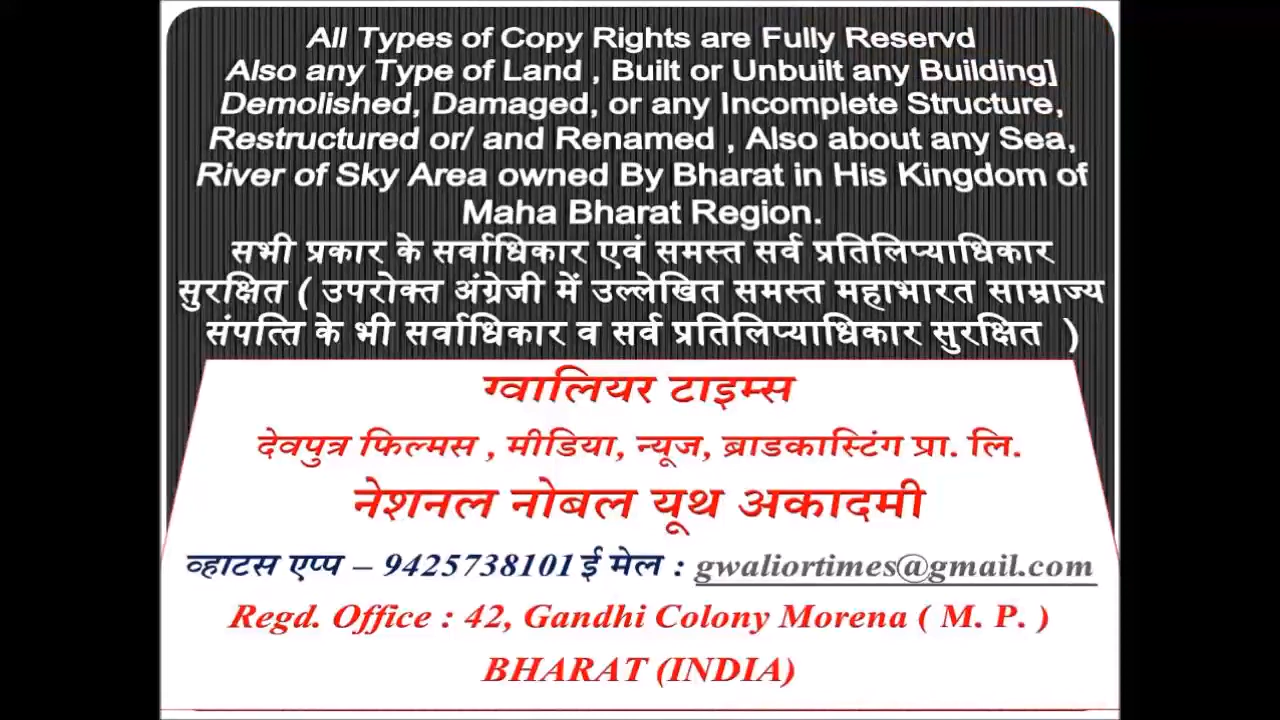 All Types of Copy Rights are Fully Reservd
Also any Type of Land , Built or Unbuilt any Building]
Demolished, Damaged, or any Incomplete Structure,
Restructured or/ and Renamed , Also about any Sea,
River of Sky Area owned By Bharat in His Kingdom of
Maha Bharat Region.
सभी प्रकार के सर्वाधिकार एवं समस्त सर्व प्रतिलिप्याधिकार
सुरक्षित ( उपरोक्त अंग्रेजी में उल्लेखित समस्त महाभारत साम्राज्य
संपत्ति के भी सर्वाधिकार व सर्व प्रतिलिप्याधिकार सुरक्षित )
ग्वालियर टाइम्स
देवपुत्र फिल्मस , मीडिया, न्यूज, ब्राडकास्टिंग प्रा. लि.
नेशनल नोबल यूथ अकादमी
व्हाटस एप्प – 9425738101 ई मेल : gwaliortimes@gmail.com
Regd. Office : 42, Gandhi Colony Morena ( M. P. )
BHARAT (INDIA)